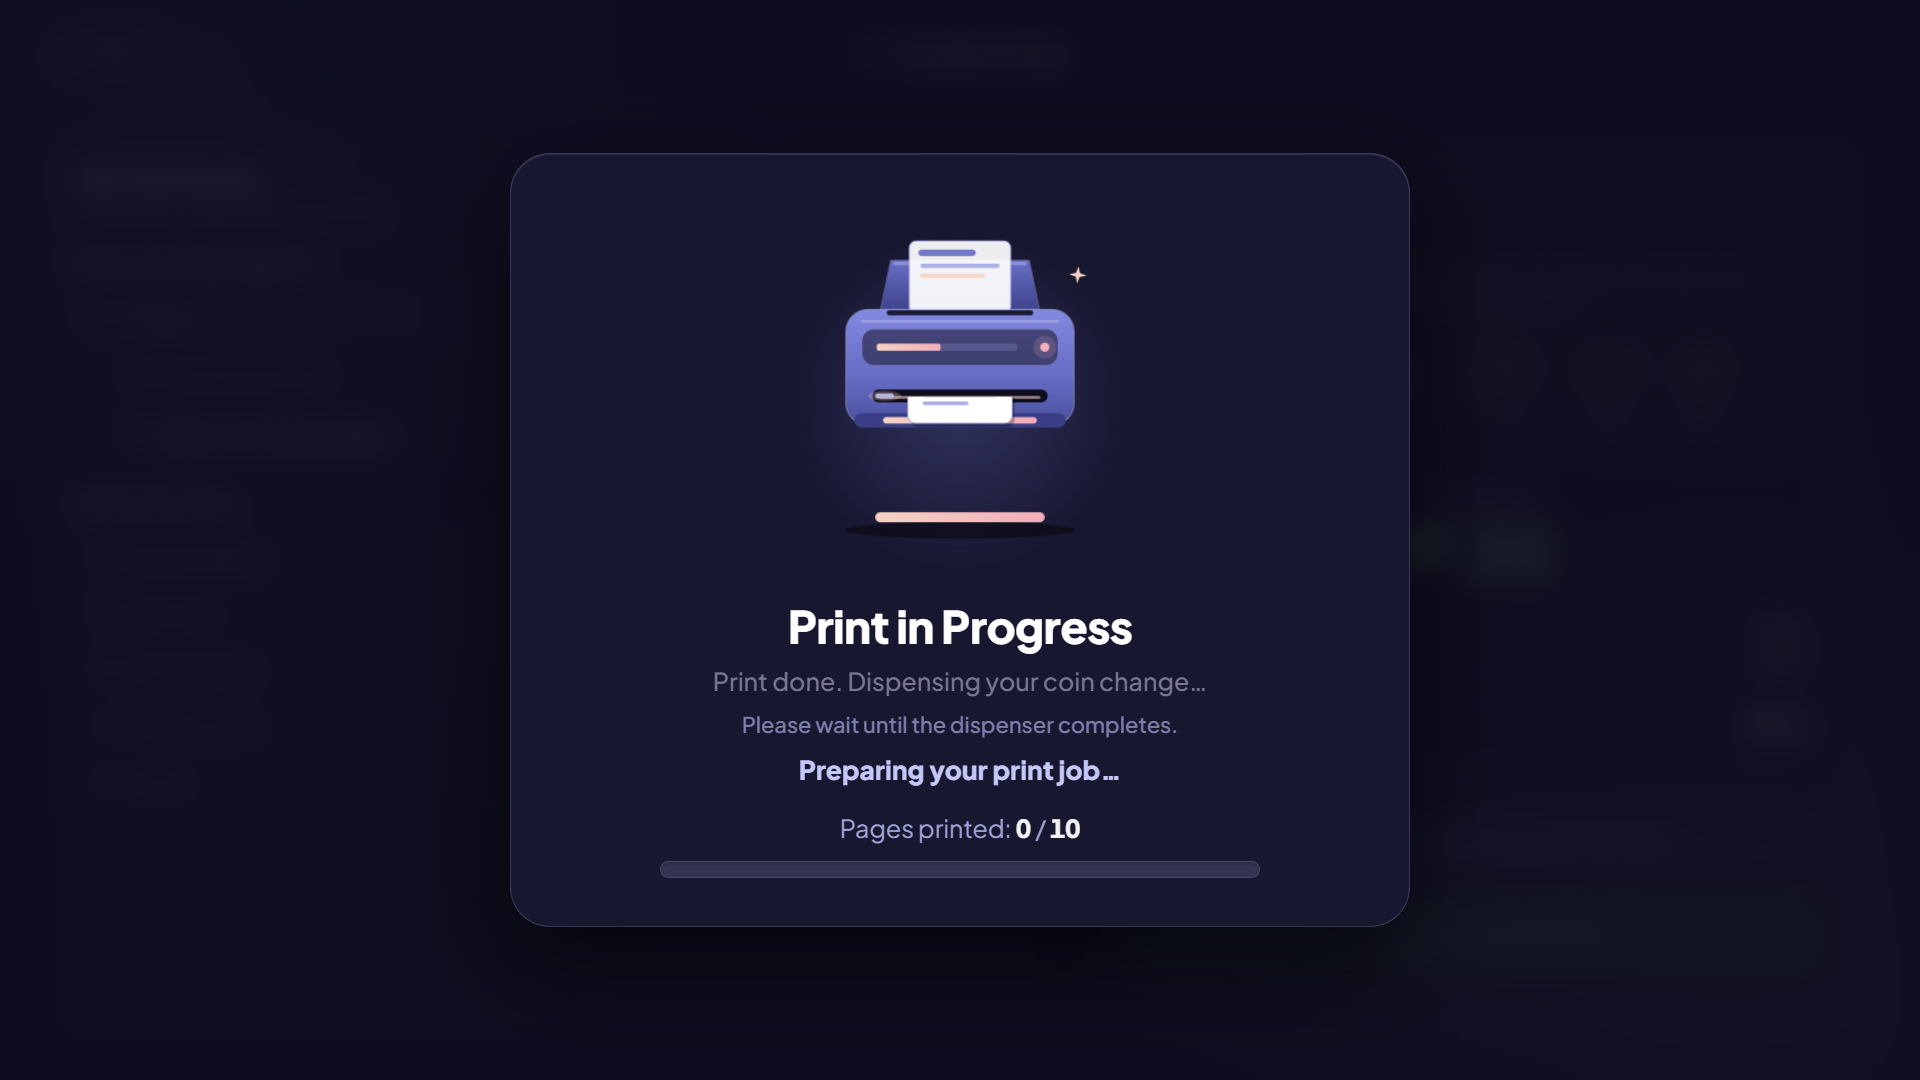 Print in Progress
Print done. Dispensing your coin change…
Please wait until the dispenser completes.
Preparing your print job…
Pages printed: 0 / 10